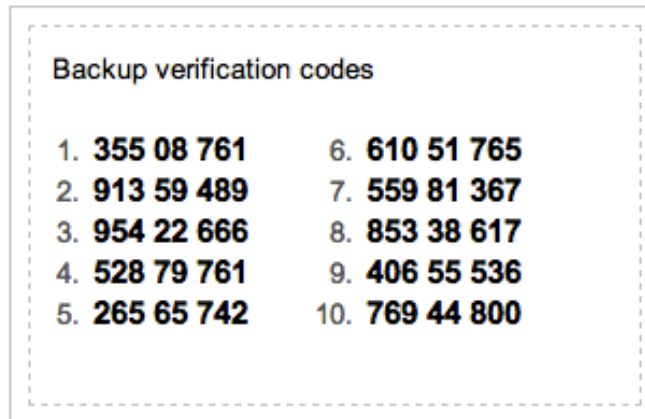 Backup verification codes
1. 355 08 761
2. 913 59 489
3. 954 22 666
4. 528 79 761
5. 265 65 742
6. 610 51 765
7. 559 81 367
8. 853 38 617
9. 406 55 536
10. 769 44 800